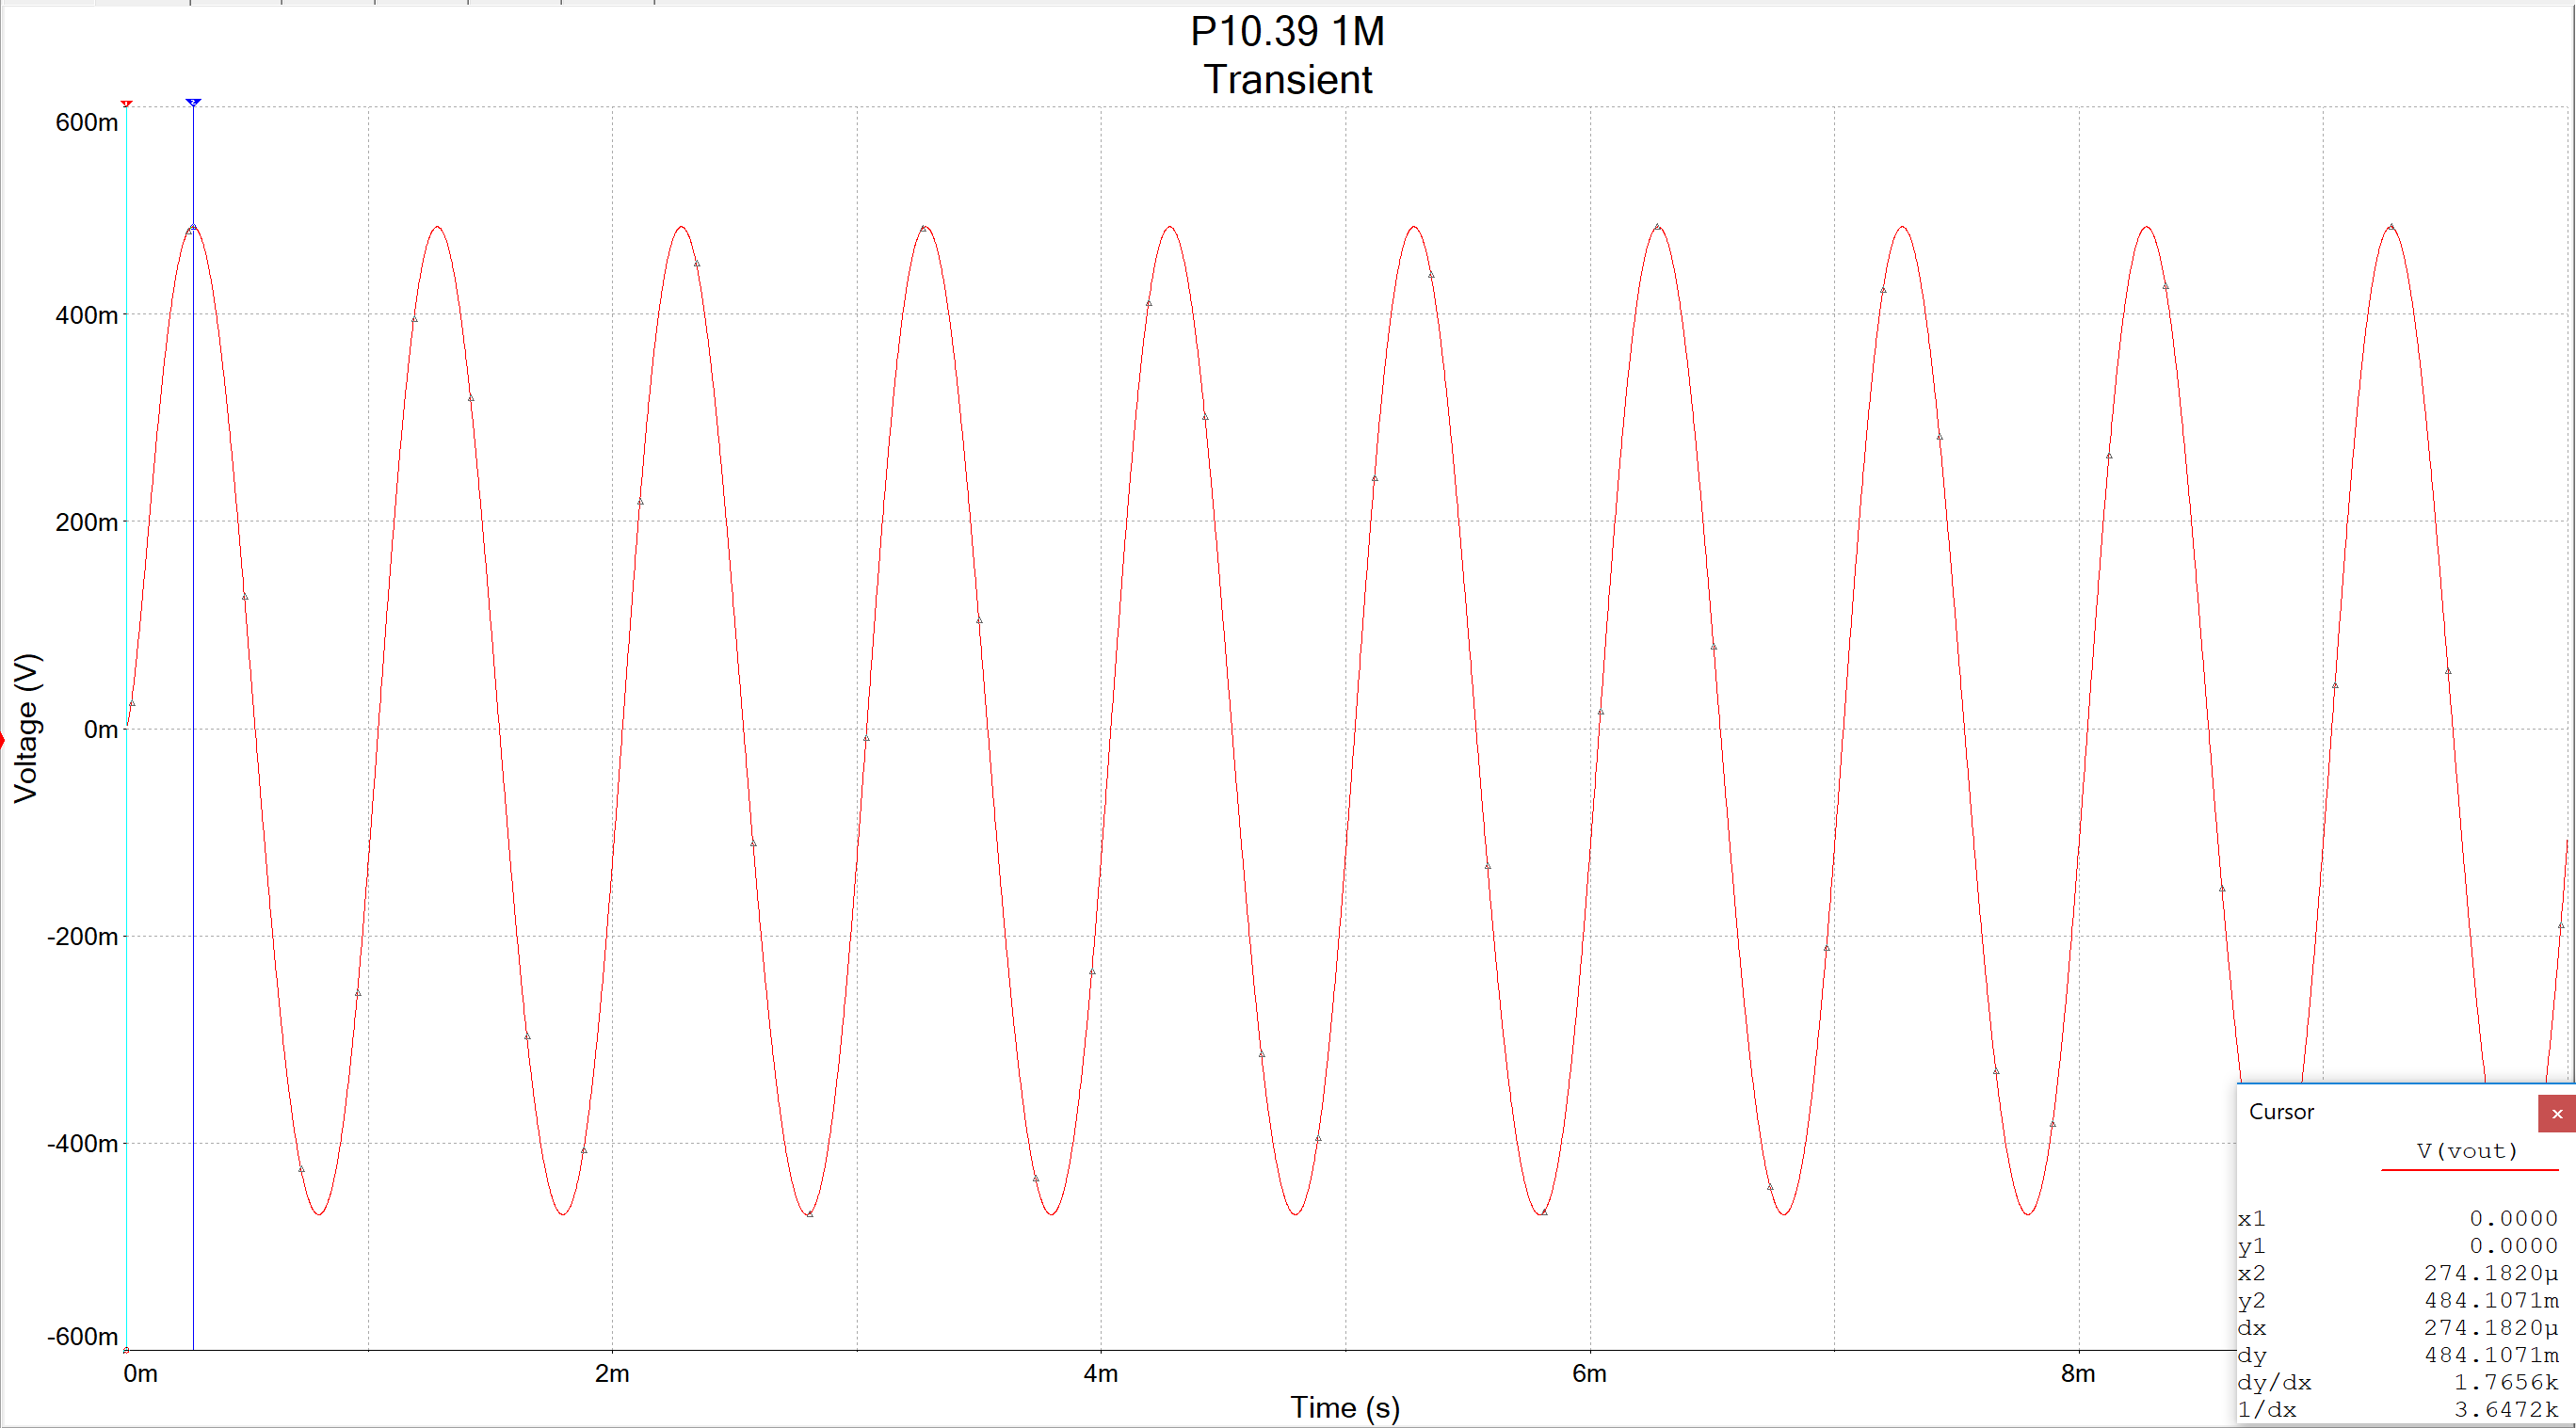 P10.39 1M
Transient
600m
400m
200m
0m
-200m
-400m
-600m
Voltage (V)
0m 2m 4m 6m 8m
Time (s)
Cursor
V(vout)
x1 0.0000
y1 0.0000
x2 274.1820µ
y2 484.1071m
dx 274.1820µ
dy 484.1071m
dy/dx 1.7656k
1/dx 3.6472k